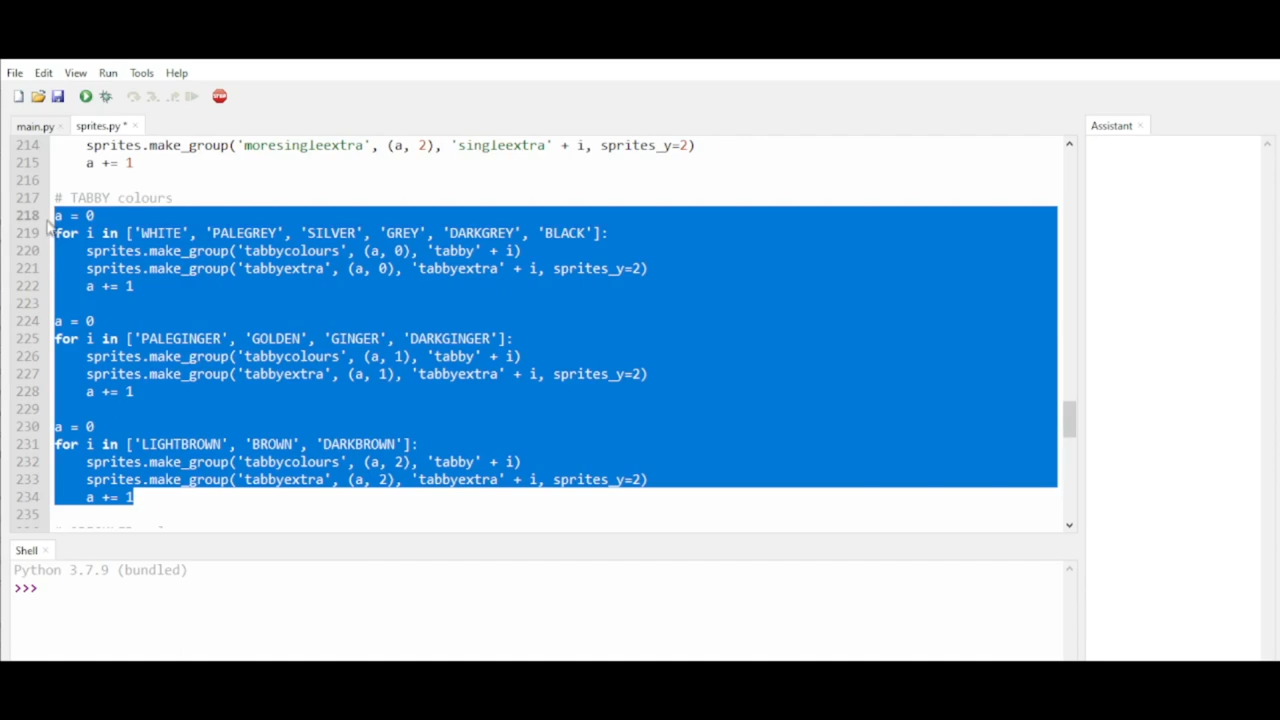 File Edit View Run Tools Help
STOP
main.py × sprites.py * × Assistant ×
214 sprites.make_group('moresingleextra', (a, 2), 'singleextra' + i, sprites_y=2)
215 a += 1
216
217 # TABBY colours
218 a = 0
219 for i in ['WHITE', 'PALEGREY', 'SILVER', 'GREY', 'DARKGREY', 'BLACK']:
220 sprites.make_group('tabbycolours', (a, 0), 'tabby' + i)
221 sprites.make_group('tabbyextra', (a, 0), 'tabbyextra' + i, sprites_y=2)
222 a += 1
223
224 a = 0
225 for i in ['PALEGINGER', 'GOLDEN', 'GINGER', 'DARKGINGER']:
226 sprites.make_group('tabbycolours', (a, 1), 'tabby' + i)
227 sprites.make_group('tabbyextra', (a, 1), 'tabbyextra' + i, sprites_y=2)
228 a += 1
229
230 a = 0
231 for i in ['LIGHTBROWN', 'BROWN', 'DARKBROWN']:
232 sprites.make_group('tabbycolours', (a, 2), 'tabby' + i)
233 sprites.make_group('tabbyextra', (a, 2), 'tabbyextra' + i, sprites_y=2)
234 a += 1
235
Shell ×
Python 3.7.9 (bundled)
>>>